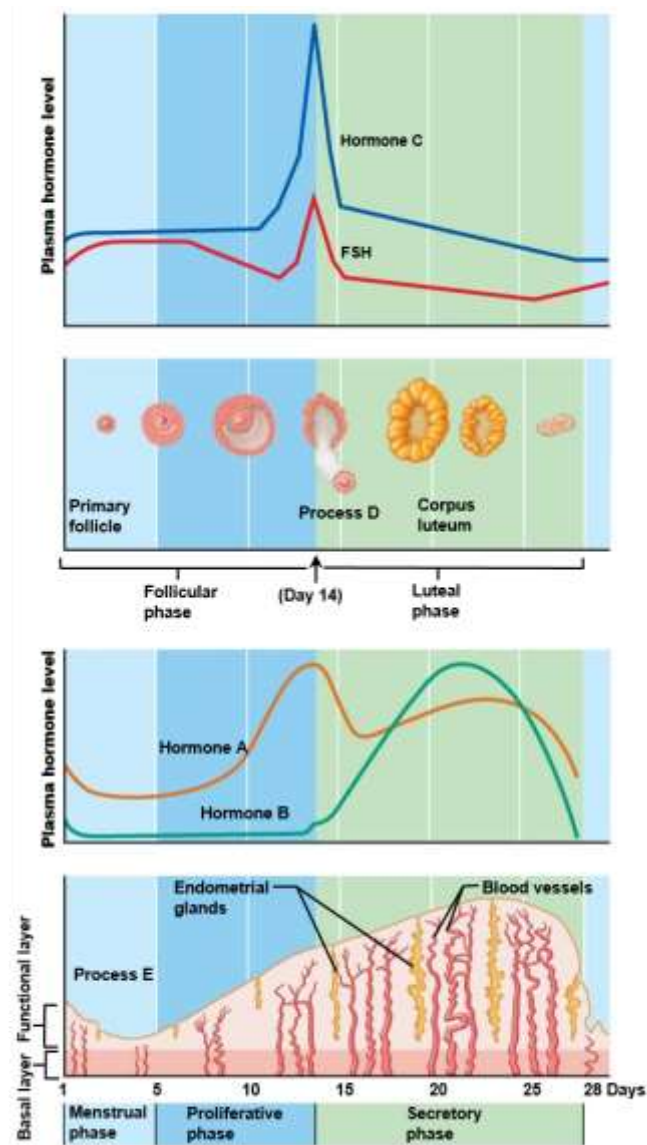 Plasma hormone level
Hormone C
FSH
Primary
follicle
Process D
Corpus
luteum
Follicular
phase
(Day 14)
Luteal
phase
Plasma hormone level
Hormone A
Hormone B
Basal layer Functional layer
Endometrial
glands
Blood vessels
Process E
1 5 10 15 20 25 28 Days
Menstrual
phase
Proliferative
phase
Secretory
phase